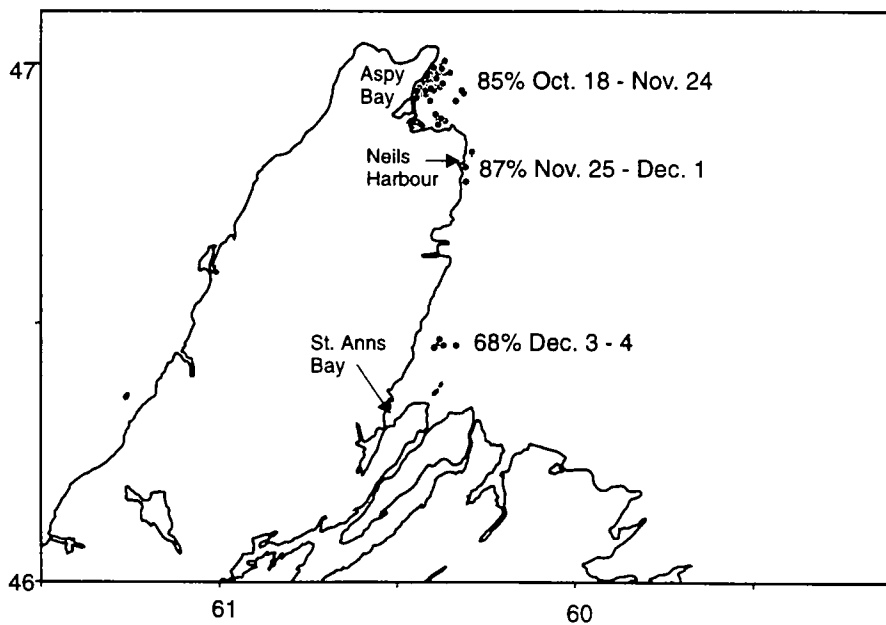 47
Aspy
Bay
85% Oct. 18 - Nov. 24
Neils
Harbour
87% Nov. 25 - Dec. 1
St. Anns
Bay
68% Dec. 3 - 4
46
61
60